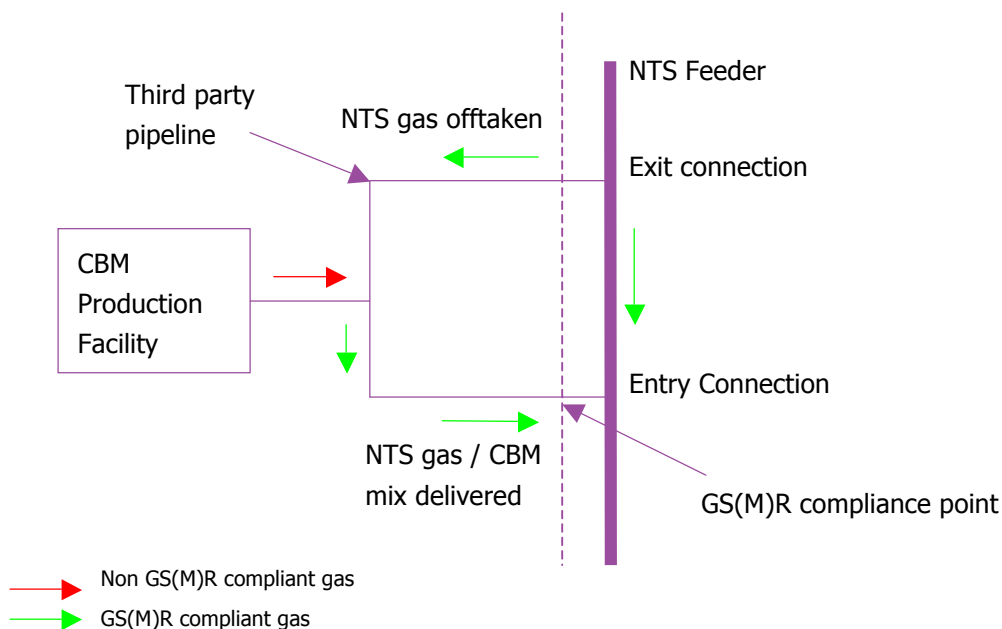 NTS Feeder
Third party
pipeline
NTS gas offtaken
Exit connection
CBM
Production
Facility
Entry Connection
NTS gas / CBM
mix delivered
GS(M)R compliance point
Non GS(M)R compliant gas
GS(M)R compliant gas